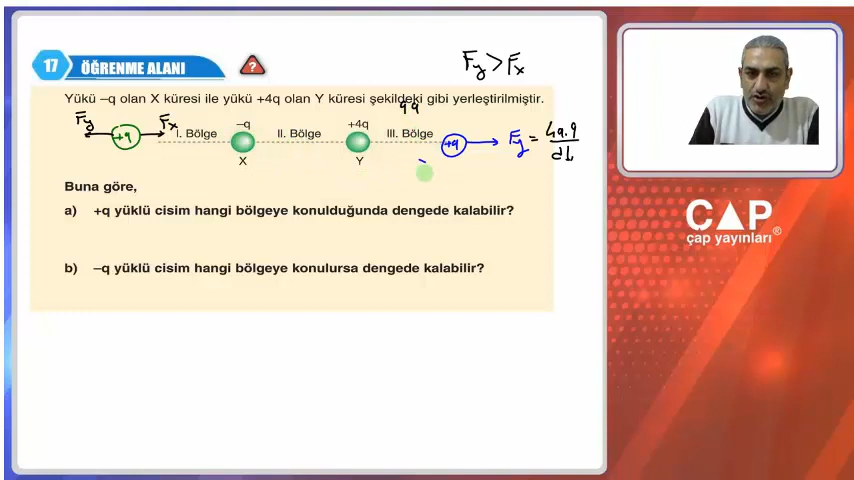 17 ÖĞRENME ALANI ?
Fy > Fx
Yükü –q olan X küresi ile yükü +4q olan Y küresi şekildeki gibi yerleştirilmiştir.
qq
Fy +q Fx I. Bölge –q II. Bölge +4q III. Bölge +q Fy = 4q.q
X Y
Buna göre,
a) +q yüklü cisim hangi bölgeye konulduğunda dengede kalabilir?
b) –q yüklü cisim hangi bölgeye konulursa dengede kalabilir?
ÇAP
çap yayınları®